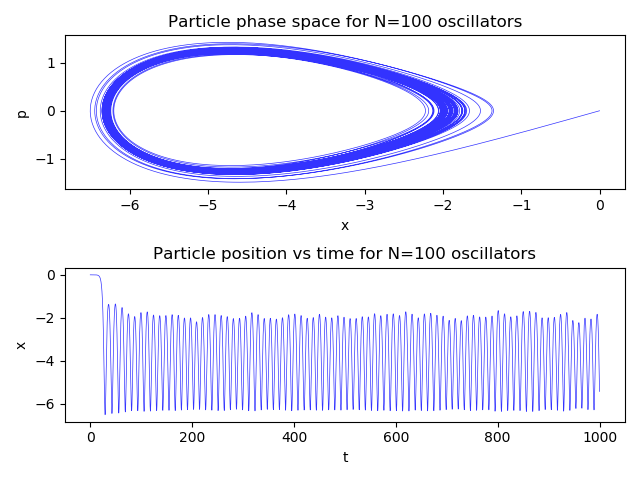 Particle phase space for N=100 oscillators
1
0
−1
p
−6 −5 −4 −3 −2 −1 0
x
Particle position vs time for N=100 oscillators
0
−2
−4
−6
x
0 200 400 600 800 1000
t